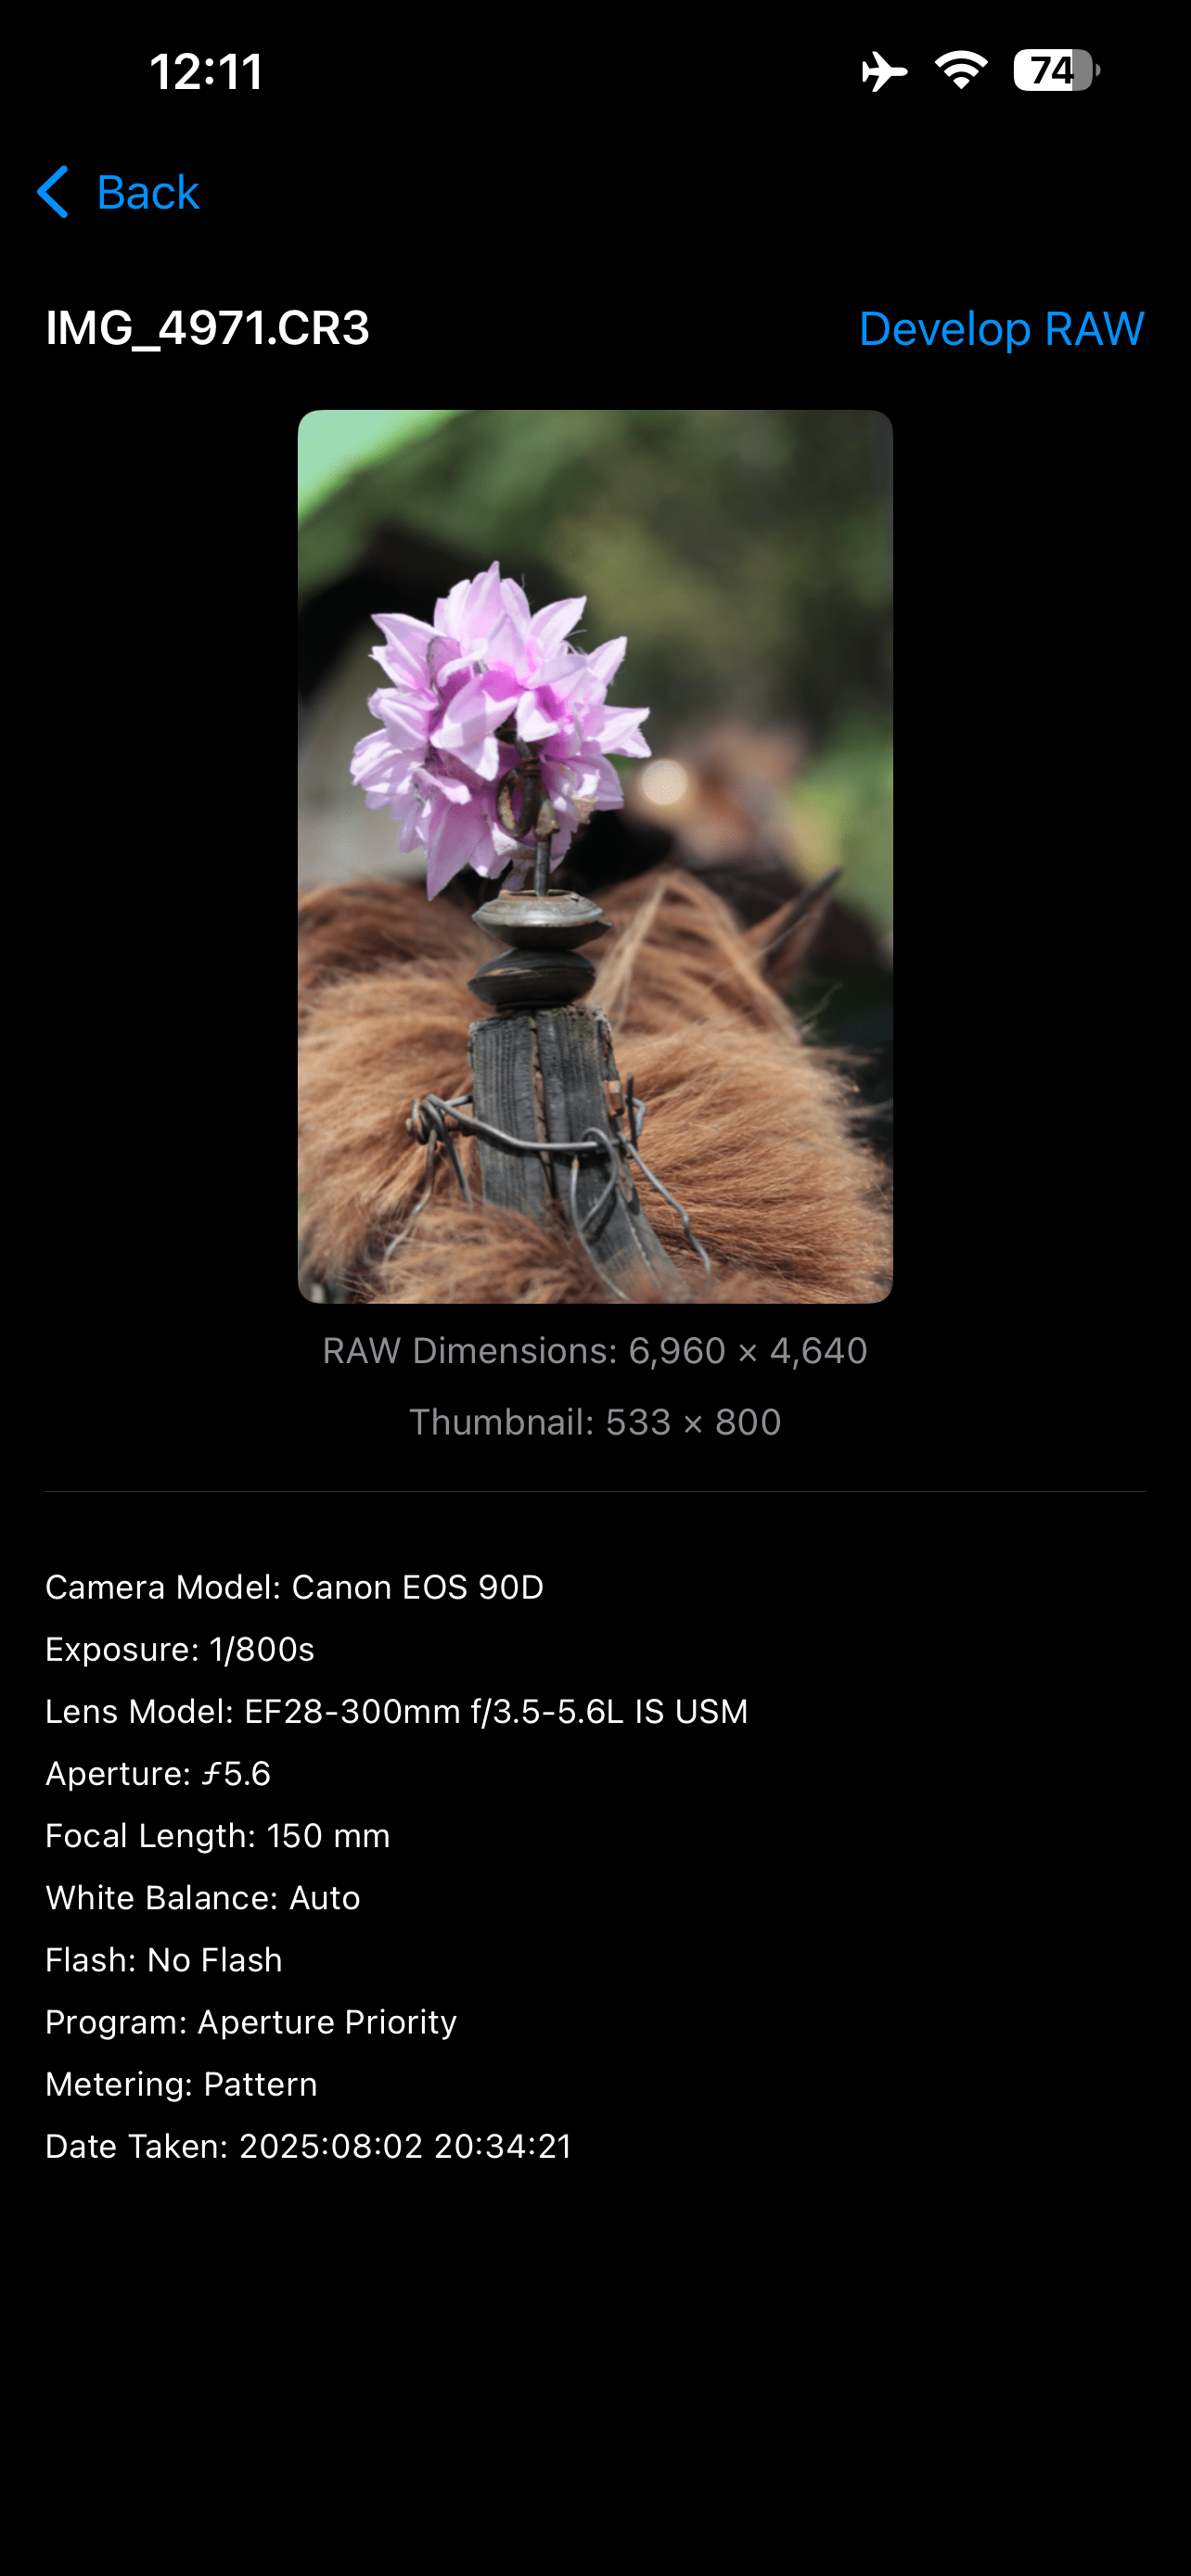 12:11
74
Back
IMG_4971.CR3
Develop RAW
RAW Dimensions: 6,960 × 4,640
Thumbnail: 533 × 800
Camera Model: Canon EOS 90D
Exposure: 1/800s
Lens Model: EF28-300mm f/3.5-5.6L IS USM
Aperture: ƒ5.6
Focal Length: 150 mm
White Balance: Auto
Flash: No Flash
Program: Aperture Priority
Metering: Pattern
Date Taken: 2025:08:02 20:34:21